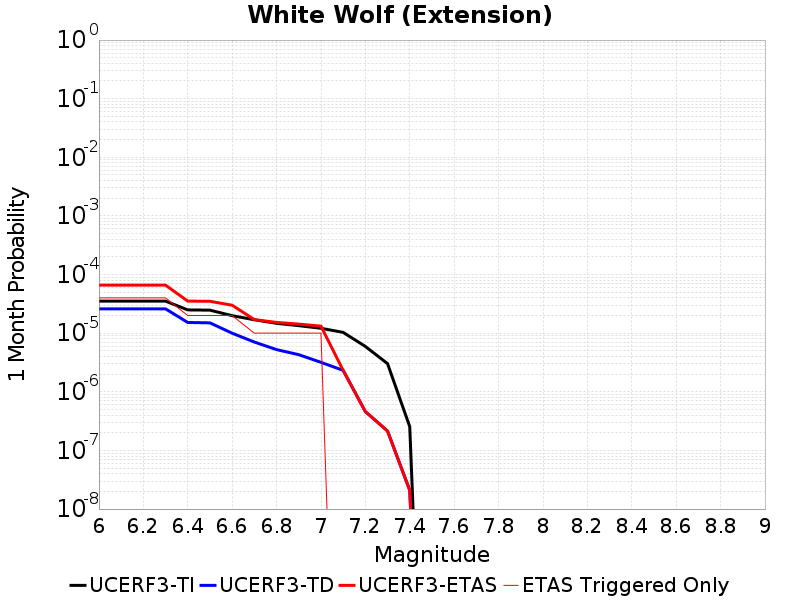 White Wolf (Extension)
10^0
10^-1
10^-2
10^-3
10^-4
10^-5
10^-6
10^-7
10^-8
1 Month Probability
6 6.2 6.4 6.6 6.8 7 7.2 7.4 7.6 7.8 8 8.2 8.4 8.6 8.8 9
Magnitude
UCERF3-TI UCERF3-TD UCERF3-ETAS ETAS Triggered Only